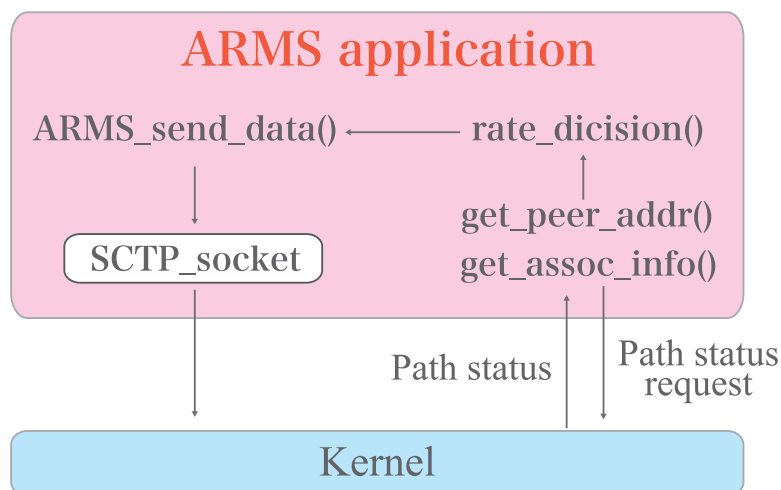 ARMS application
ARMS_send_data()
rate_dicision()
get_peer_addr()
SCTP_socket
get_assoc_info()
Path status
Path status
request
Kernel